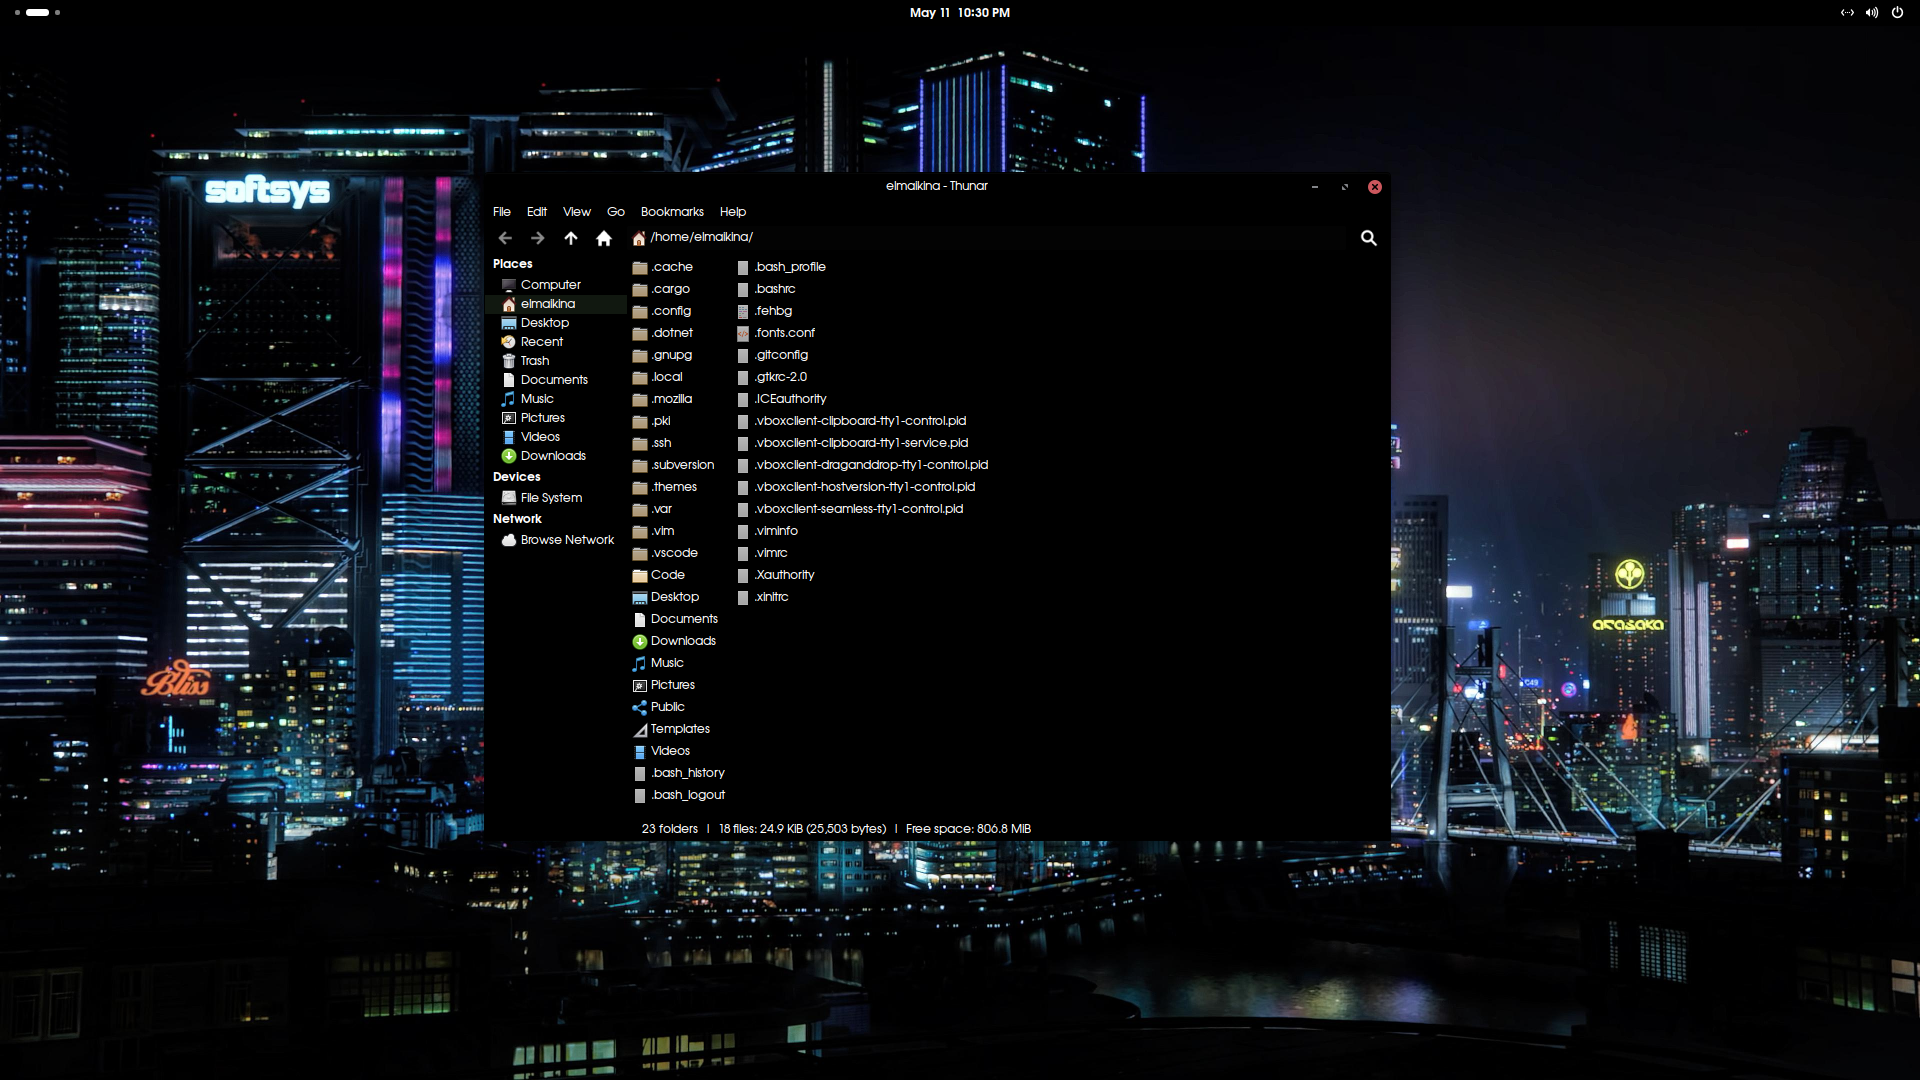 May 11 10:30 PM
softsys
elmalkina - Thunar
File Edit View Go Bookmarks Help
/home/elmalkina/
Places
Computer
elmalkina
Desktop
Recent
Trash
Documents
Music
Pictures
Videos
Downloads
Devices
File System
Network
Browse Network
.cache
.cargo
.config
.dotnet
.gnupg
.local
.mozilla
.pki
.ssh
.subversion
.themes
.var
.vim
.vscode
Code
Desktop
Documents
Downloads
Music
Pictures
Public
Templates
Videos
.bash_history
.bash_logout
.bash_profile
.bashrc
.fehbg
.fonts.conf
.gitconfig
.gtkrc-2.0
.ICEauthority
.vboxclient-clipboard-tty1-control.pid
.vboxclient-clipboard-tty1-service.pid
.vboxclient-draganddrop-tty1-control.pid
.vboxclient-hostversion-tty1-control.pid
.vboxclient-seamless-tty1-control.pid
.viminfo
.vimrc
.Xauthority
.xinitrc
23 folders | 18 files: 24.9 KiB (25,503 bytes) | Free space: 806.8 MiB
Bliss
arasaka
C49